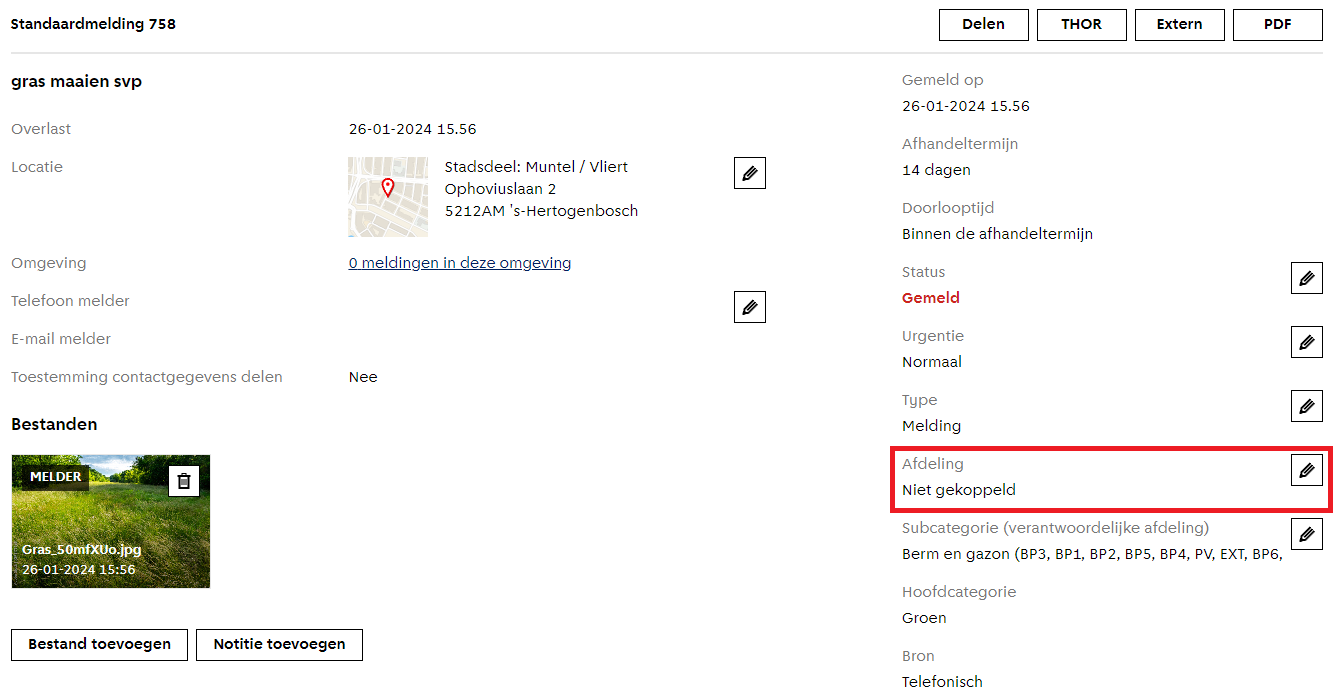 Standaardmelding 758
Delen
THOR
Extern
PDF
gras maaien svp
Overlast
26-01-2024 15.56
Locatie
Stadsdeel: Muntel / Vliert
Ophoviuslaan 2
5212AM 's-Hertogenbosch
Omgeving
0 meldingen in deze omgeving
Telefoon melder
E-mail melder
Toestemming contactgegevens delen
Nee
Bestanden
MELDER
Gras_50mfXUo.jpg
26-01-2024 15:56
Bestand toevoegen
Notitie toevoegen
Gemeld op
26-01-2024 15.56
Afhandeltermijn
14 dagen
Doorlooptijd
Binnen de afhandeltermijn
Status
Gemeld
Urgentie
Normaal
Type
Melding
Afdeling
Niet gekoppeld
Subcategorie (verantwoordelijke afdeling)
Berm en gazon (BP3, BP1, BP2, BP5, BP4, PV, EXT, BP6,
Hoofdcategorie
Groen
Bron
Telefonisch